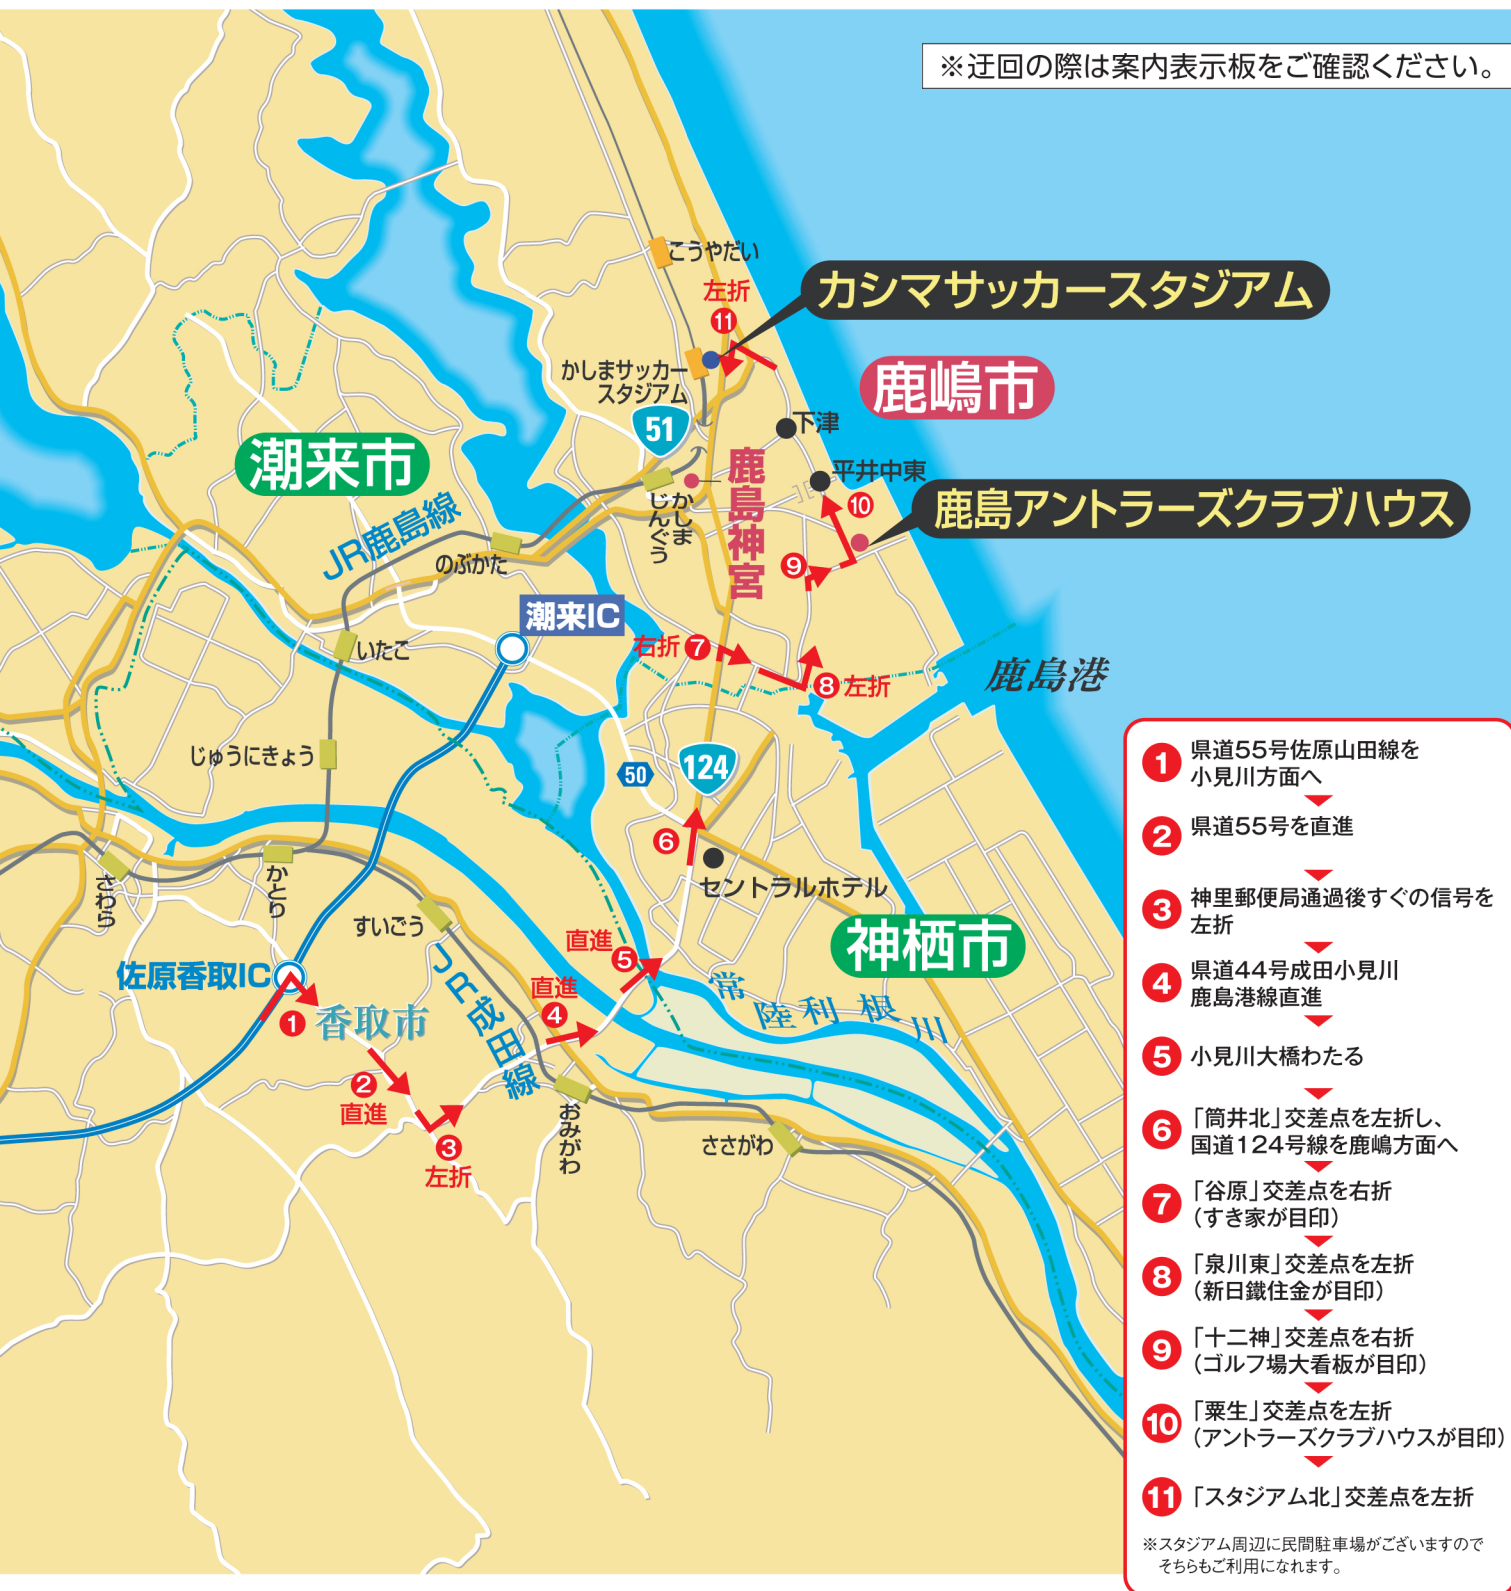 ※迂回の際は案内表示板をご確認ください。
こうやだい
左折
11
カシマサッカースタジアム
かしまサッカー
スタジアム
鹿嶋市
51
下津
潮来市
鹿島神宮
平井中東
10
鹿島アントラーズクラブハウス
かしま
じんぐう
JR鹿島線
のぶかた
9
潮来IC
いたこ
右折 7
8 左折
鹿島港
じゅうにきょう
50
124
6
セントラルホテル
さわら
かとり
すいごう
直進
5
神栖市
佐原香取IC
直進
4
常陸利根川
1
香取市
JR成田線
2
直進
3
左折
おみがわ
ささがわ
1 県道55号佐原山田線を
小見川方面へ
2 県道55号を直進
3 神里郵便局通過後すぐの信号を
左折
4 県道44号成田小見川
鹿島港線直進
5 小見川大橋わたる
6 「筒井北」交差点を左折し、
国道124号線を鹿嶋方面へ
7 「谷原」交差点を右折
(すき家が目印)
8 「泉川東」交差点を左折
(新日鐵住金が目印)
9 「十二神」交差点を右折
(ゴルフ場大看板が目印)
10 「粟生」交差点を左折
(アントラーズクラブハウスが目印)
11 「スタジアム北」交差点を左折
※スタジアム周辺に民間駐車場がございますので
そちらもご利用になれます。